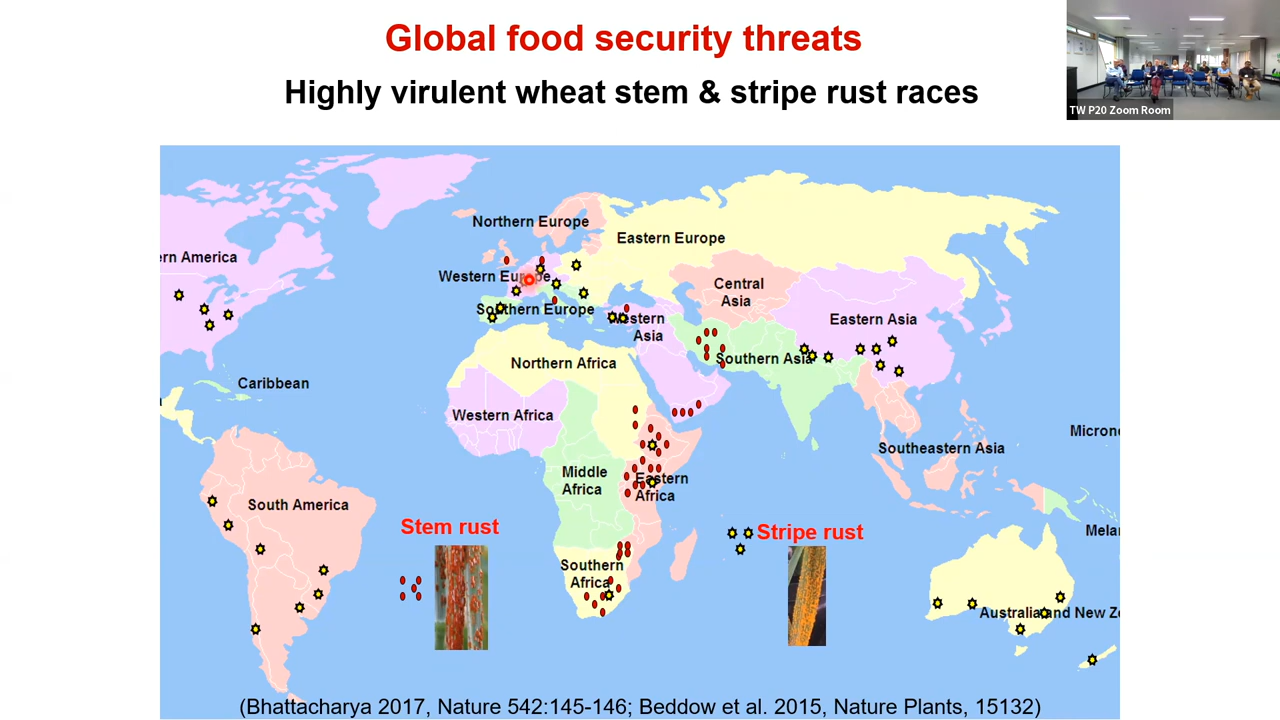 Global food security threats
Highly virulent wheat stem & stripe rust races
TW P20 Zoom Room
Northern Europe
Eastern Europe
ern America
Western Europe
Central
Asia
Southern Europe
Western
Asia
Eastern Asia
Northern Africa
Southern Asia
Caribbean
Western Africa
Micron
Southeastern Asia
Middle
Africa
Eastern
Africa
South America
Stem rust
Stripe rust
Melar
Southern
Africa
Australia and New Ze
(Bhattacharya 2017, Nature 542:145-146; Beddow et al. 2015, Nature Plants, 15132)